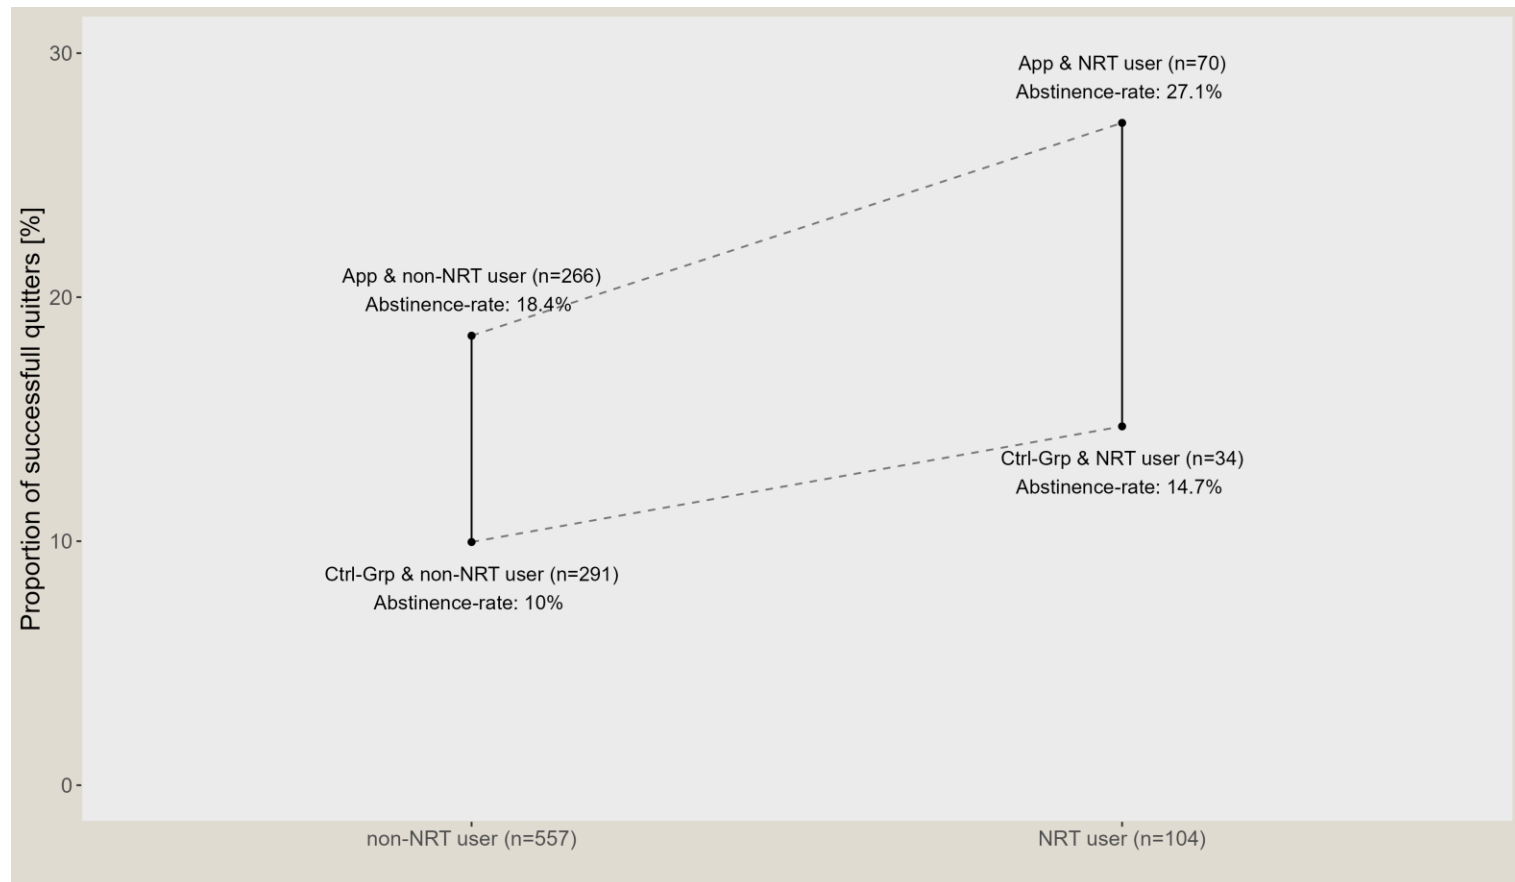 Proportion of successfull quitters [%]
30
20
10
0
App & NRT user (n=70)
Abstinence-rate: 27.1%
App & non-NRT user (n=266)
Abstinence-rate: 18.4%
Ctrl-Grp & NRT user (n=34)
Abstinence-rate: 14.7%
Ctrl-Grp & non-NRT user (n=291)
Abstinence-rate: 10%
non-NRT user (n=557)
NRT user (n=104)